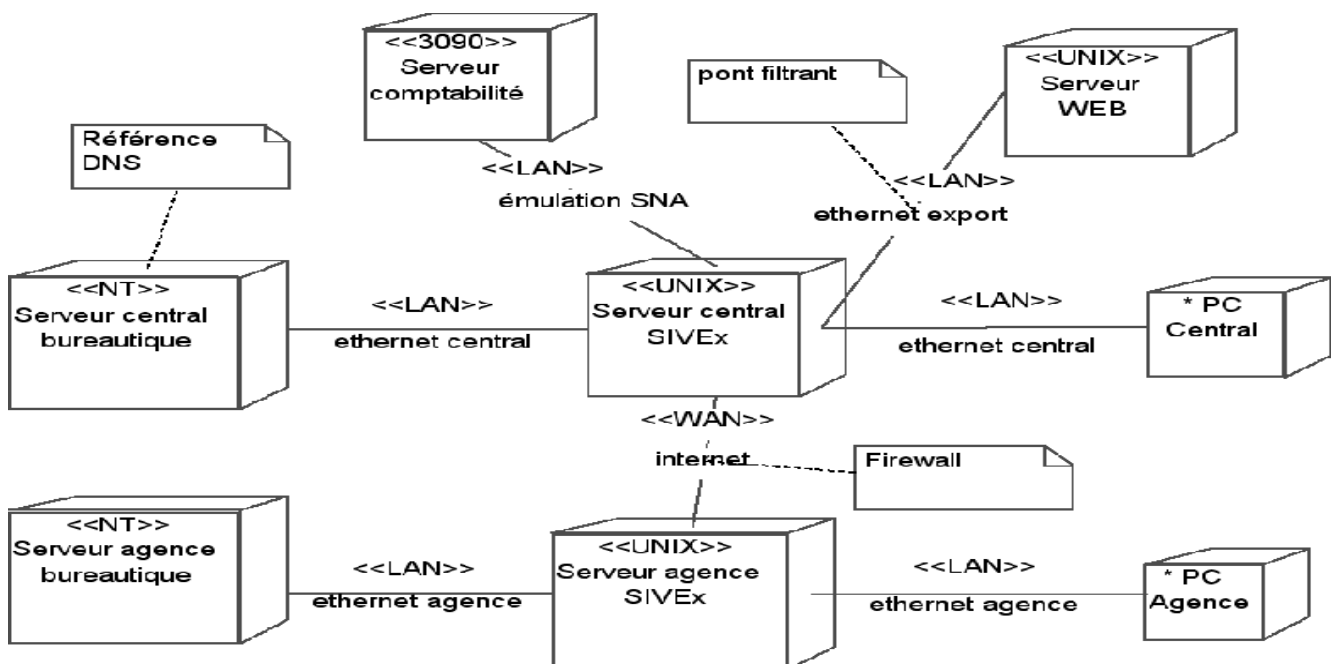 <<3090>>
Serveur
comptabilité
pont filtrant
<<UNIX>>
Serveur
WEB
Référence
DNS
<<LAN>>
émulation SNA
<<LAN>>
ethernet export
<<NT>>
Serveur central
bureautique
<<LAN>>
ethernet central
<<UNIX>>
Serveur central
SIVEx
<<LAN>>
ethernet central
* PC
Central
<<WAN>>
internet
Firewall
<<NT>>
Serveur agence
bureautique
<<LAN>>
ethernet agence
<<UNIX>>
Serveur agence
SIVEx
<<LAN>>
ethernet agence
* PC
Agence